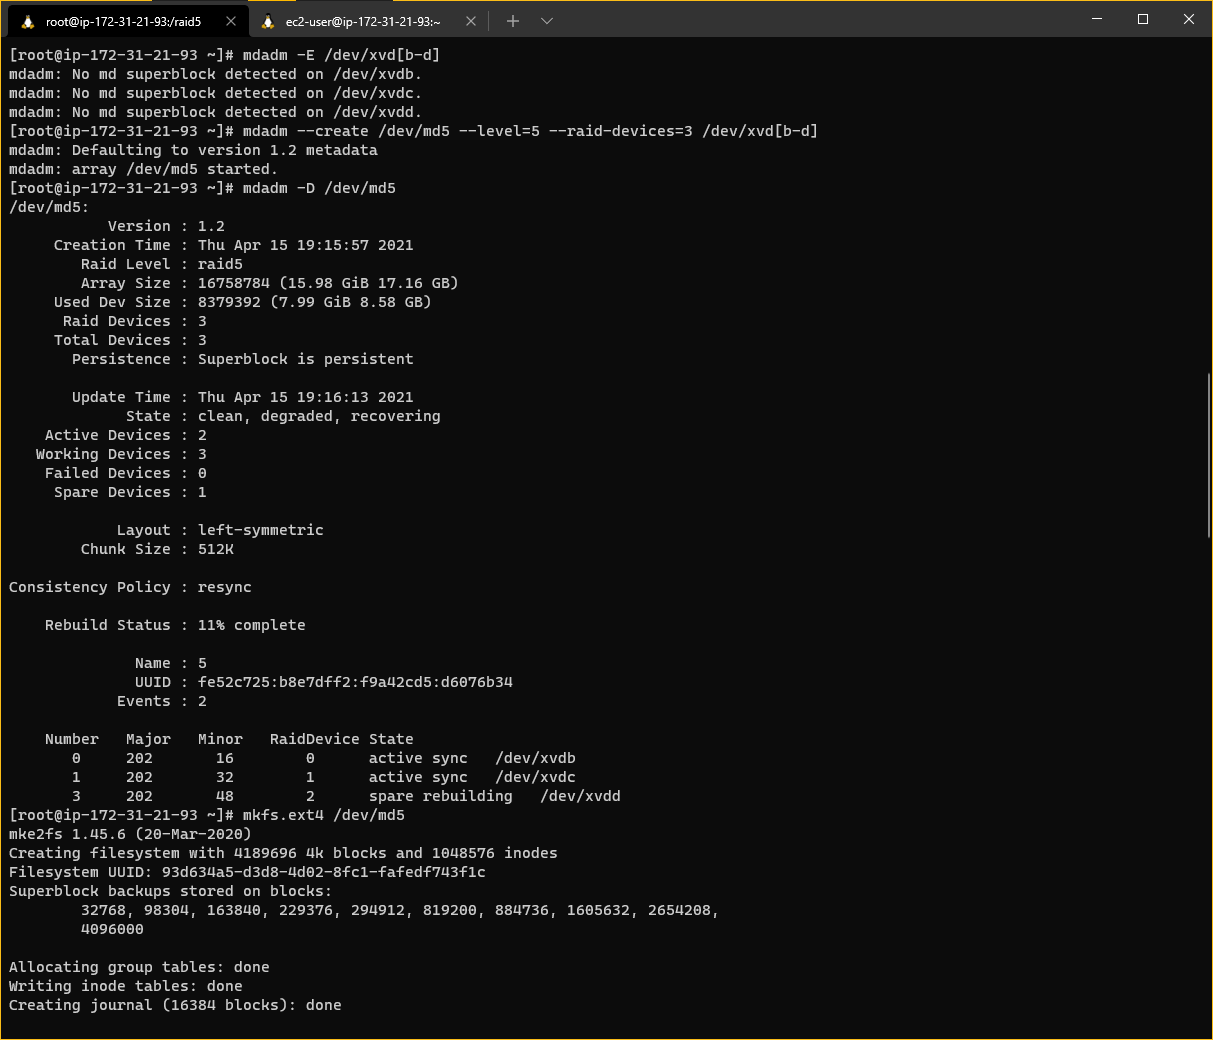 root@ip-172-31-21-93:/raid5
ec2-user@ip-172-31-21-93:~
[root@ip-172-31-21-93 ~]# mdadm -E /dev/xvd[b-d]
mdadm: No md superblock detected on /dev/xvdb.
mdadm: No md superblock detected on /dev/xvdc.
mdadm: No md superblock detected on /dev/xvdd.
[root@ip-172-31-21-93 ~]# mdadm --create /dev/md5 --level=5 --raid-devices=3 /dev/xvd[b-d]
mdadm: Defaulting to version 1.2 metadata
mdadm: array /dev/md5 started.
[root@ip-172-31-21-93 ~]# mdadm -D /dev/md5
/dev/md5:
Version : 1.2
Creation Time : Thu Apr 15 19:15:57 2021
Raid Level : raid5
Array Size : 16758784 (15.98 GiB 17.16 GB)
Used Dev Size : 8379392 (7.99 GiB 8.58 GB)
Raid Devices : 3
Total Devices : 3
Persistence : Superblock is persistent
Update Time : Thu Apr 15 19:16:13 2021
State : clean, degraded, recovering
Active Devices : 2
Working Devices : 3
Failed Devices : 0
Spare Devices : 1
Layout : left-symmetric
Chunk Size : 512K
Consistency Policy : resync
Rebuild Status : 11% complete
Name : 5
UUID : fe52c725:b8e7dff2:f9a42cd5:d6076b34
Events : 2
Number Major Minor RaidDevice State
0 202 16 0 active sync /dev/xvdb
1 202 32 1 active sync /dev/xvdc
3 202 48 2 spare rebuilding /dev/xvdd
[root@ip-172-31-21-93 ~]# mkfs.ext4 /dev/md5
mke2fs 1.45.6 (20-Mar-2020)
Creating filesystem with 4189696 4k blocks and 1048576 inodes
Filesystem UUID: 93d634a5-d3d8-4d02-8fc1-fafedf743f1c
Superblock backups stored on blocks:
32768, 98304, 163840, 229376, 294912, 819200, 884736, 1605632, 2654208,
4096000
Allocating group tables: done
Writing inode tables: done
Creating journal (16384 blocks): done